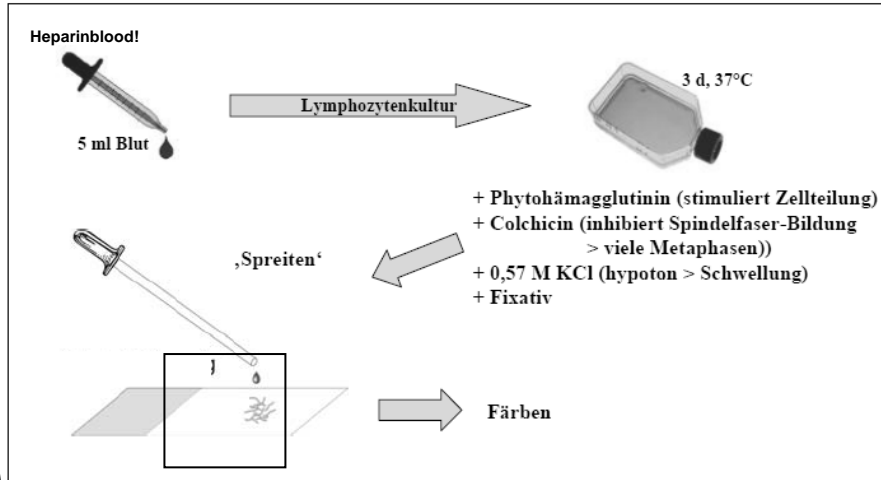 Heparinblood!
5 ml Blut
Lymphozytenkultur
3 d, 37°C
+ Phytohämagglutinin (stimuliert Zellteilung)
+ Colchicin (inhibiert Spindelfaser-Bildung
> viele Metaphasen))
+ 0,57 M KCl (hypoton > Schwellung)
+ Fixativ
‚Spreiten‘
Färben